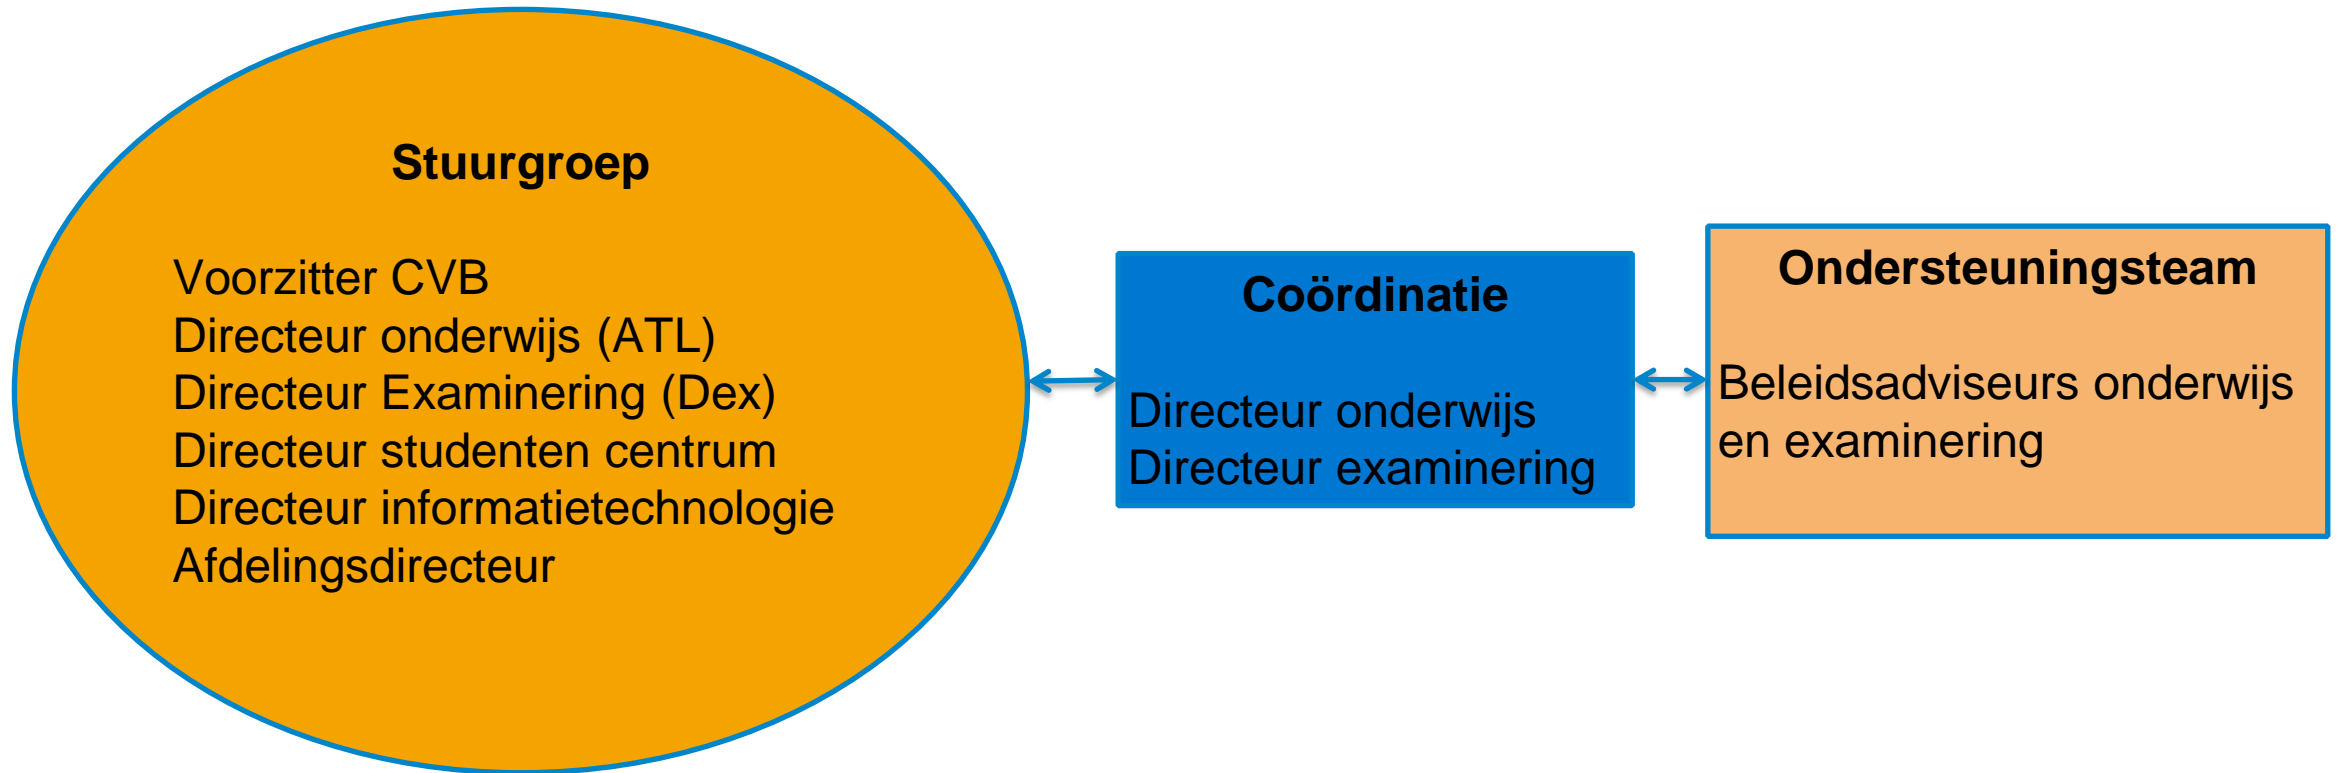 Stuurgroep
Voorzitter CVB
Directeur onderwijs (ATL)
Directeur Examinering (Dex)
Directeur studenten centrum
Directeur informatietechnologie
Afdelingsdirecteur
Coördinatie
Directeur onderwijs
Directeur examinering
Ondersteuningsteam
Beleidsadviseurs onderwijs
en examinering